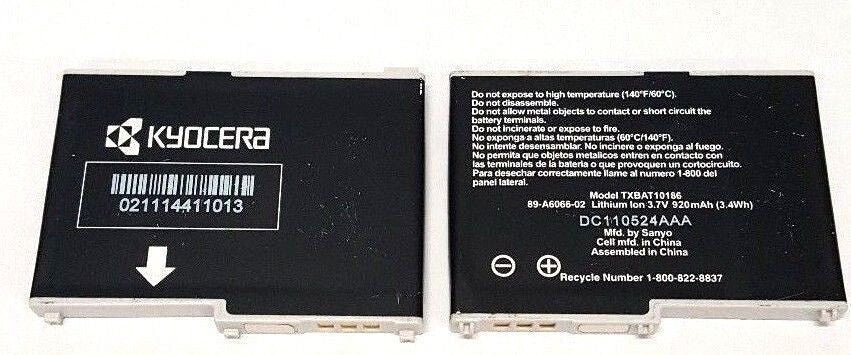 KYOCERA
021114411013
Do not expose to high temperature (140°F/60°C).
Do not disassemble.
Do not allow metal objects to contact or short circuit the
battery terminals.
Do not incinerate or expose to fire.
No exponga a altas temperaturas (60°C/140°F).
No intente desensamblar. No incinere o exponga al fuego.
No permita que objetos metalicos entren en contacto con
las terminales de la bateria o que provoquen un cortocircuito.
Para desechar correctamente llame al numero 1-800 del
panel lateral.
Model TXBAT10186
89-A6066-02 Lithium Ion 3.7V 920mAh (3.4Wh)
DC110524AAA
Mfd. by Sanyo
Cell mfd. in China
Assembled in China
Recycle Number 1-800-822-8837